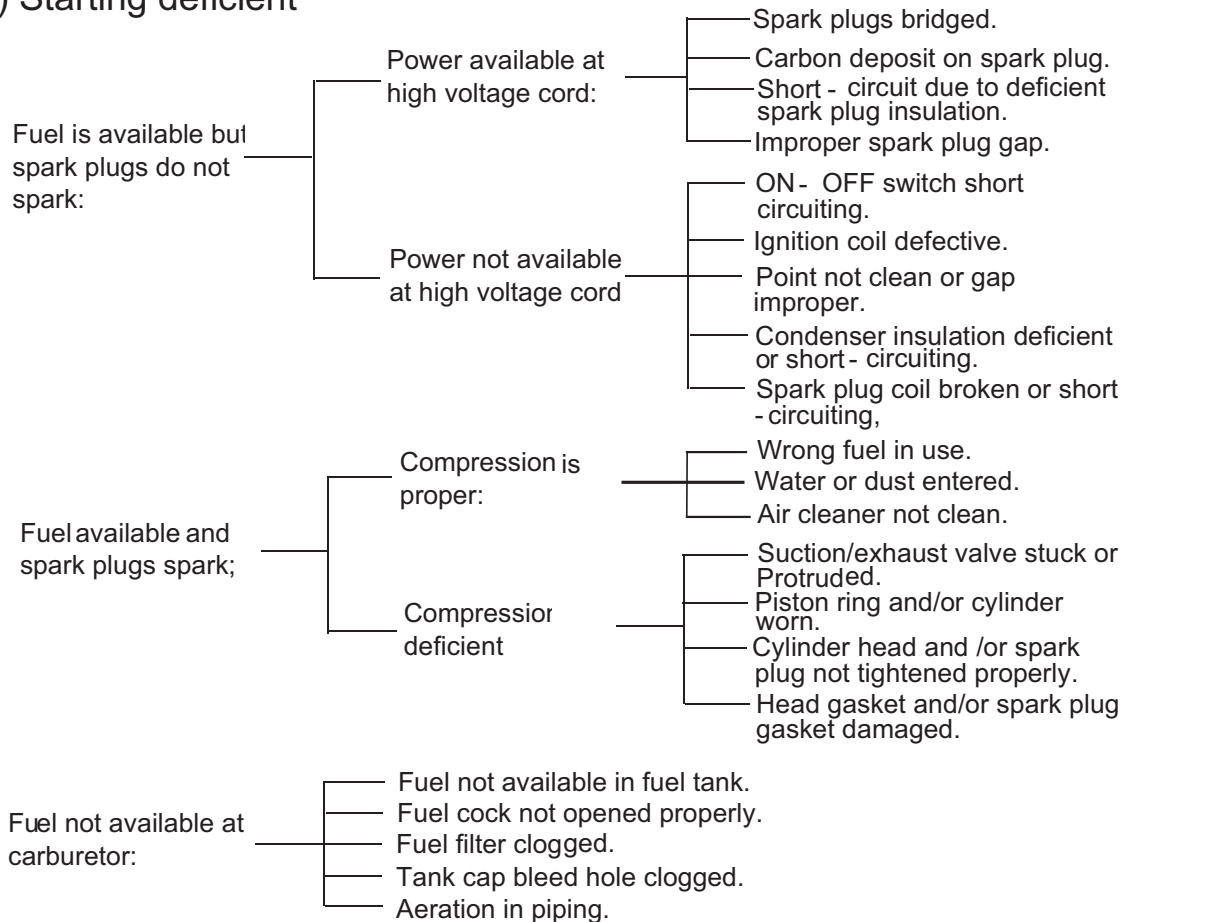 ) Starting deficient
Fuel is available but
spark plugs do not
spark:
Power available at
high voltage cord:
Spark plugs bridged.
Carbon deposit on spark plug.
Short - circuit due to deficient
spark plug insulation.
Improper spark plug gap.
Power not available
at high voltage cord
ON - OFF switch short
circuiting.
Ignition coil defective.
Point not clean or gap
improper.
Condenser insulation deficient
or short - circuiting.
Spark plug coil broken or short
- circuiting,
Fuel available and
spark plugs spark;
Compression is
proper:
Wrong fuel in use.
Water or dust entered.
Air cleaner not clean.
Compression
deficient
Suction/exhaust valve stuck or
Protruded.
Piston ring and/or cylinder
worn.
Cylinder head and /or spark
plug not tightened properly.
Head gasket and/or spark plug
gasket damaged.
Fuel not available at
carburetor:
Fuel not available in fuel tank.
Fuel cock not opened properly.
Fuel filter clogged.
Tank cap bleed hole clogged.
Aeration in piping.